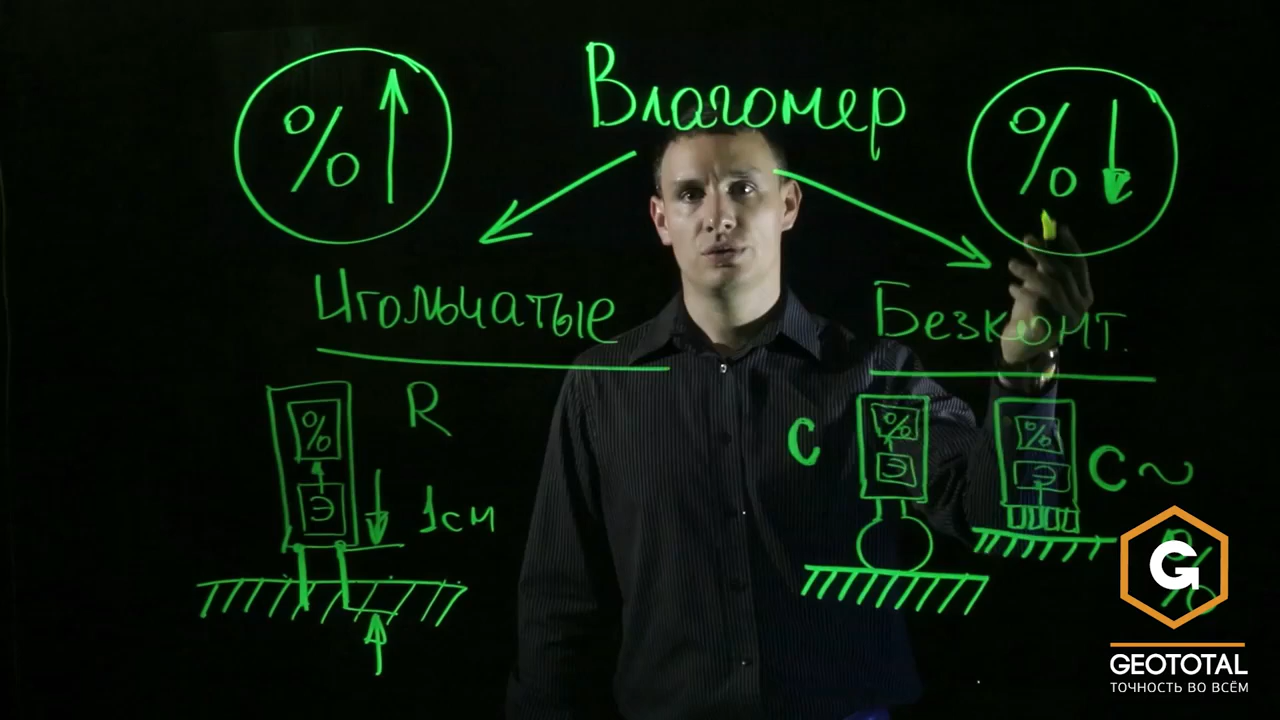 Влагомер
%
%
Игольчатые
Безконт.
R
%
Э
1см
C
%
Э
%
Э
C~
%
G
GEOTOTAL
ТОЧНОСТЬ ВО ВСЁМ